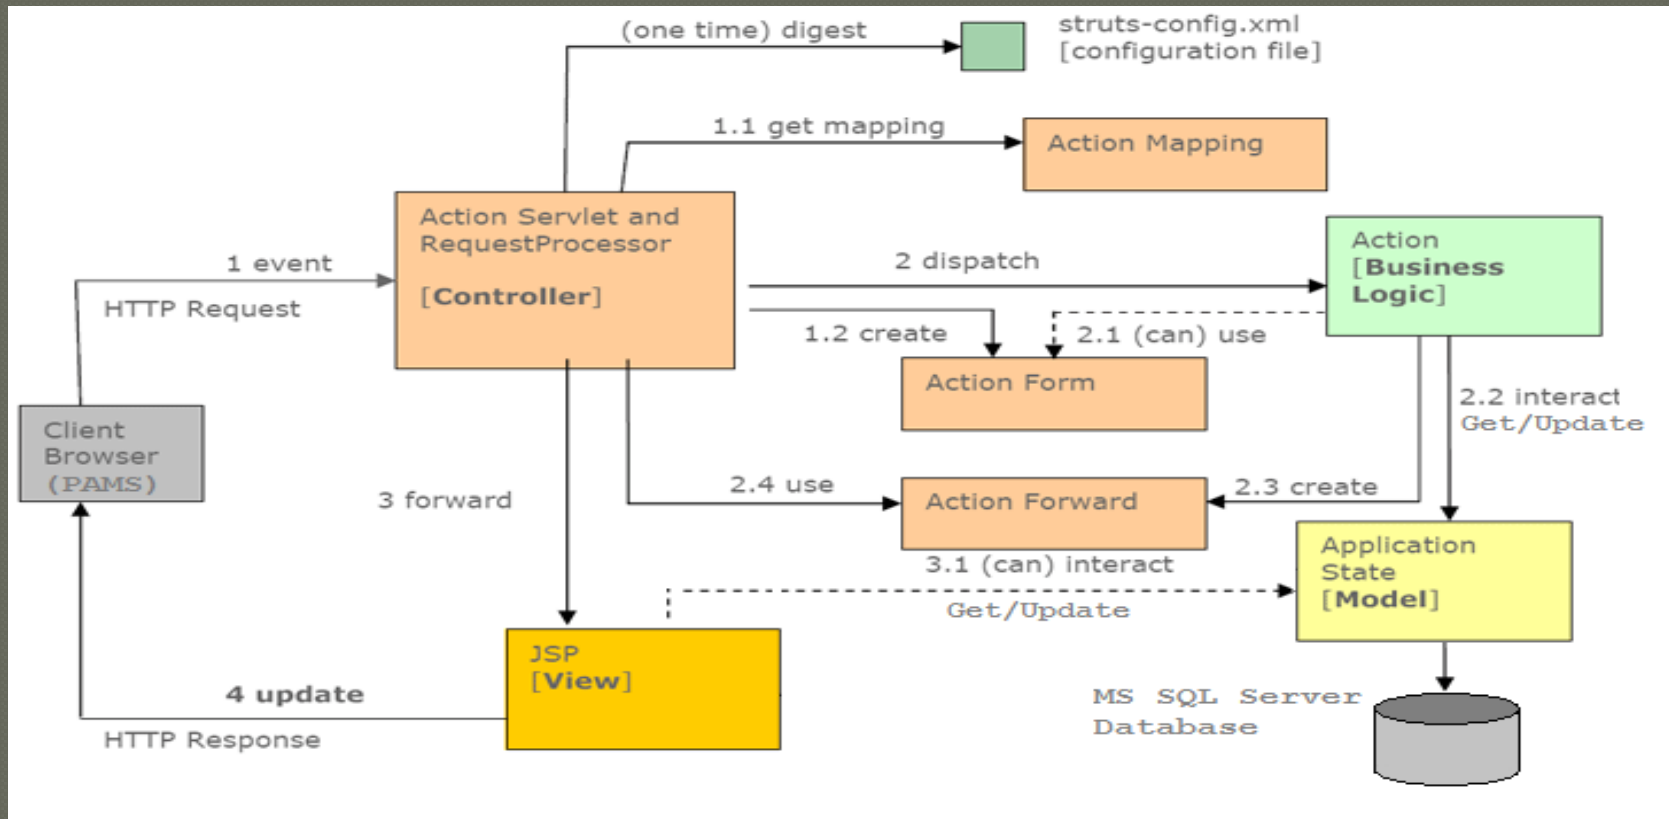 (one time) digest
struts-config.xml
[configuration file]
1.1 get mapping
Action Mapping
Action Servlet and
RequestProcessor
[Controller]
1 event
HTTP Request
2 dispatch
Action
[Business
Logic]
1.2 create
2.1 (can) use
Action Form
2.2 interact
Get/Update
Client
Browser
(PAMS)
3 forward
2.4 use
Action Forward
2.3 create
3.1 (can) interact
Get/Update
Application
State
[Model]
JSP
[View]
4 update
HTTP Response
MS SQL Server
Database